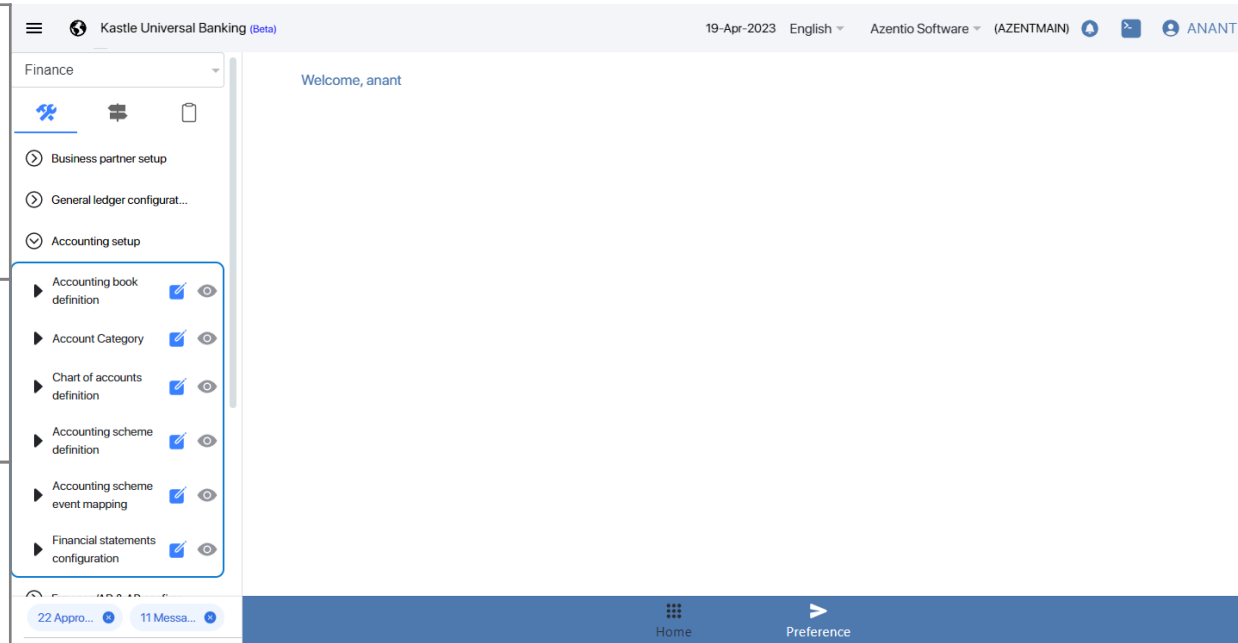 Kastle Universal Banking (Beta)
19-Apr-2023 English Azentio Software (AZENTMAIN) ANANT
Finance
Welcome, anant
Business partner setup
General ledger configurat...
Accounting setup
Accounting book
definition
Account Category
Chart of accounts
definition
Accounting scheme
definition
Accounting scheme
event mapping
Financial statements
configuration
22 Appro... 11 Messa...
Home Preference